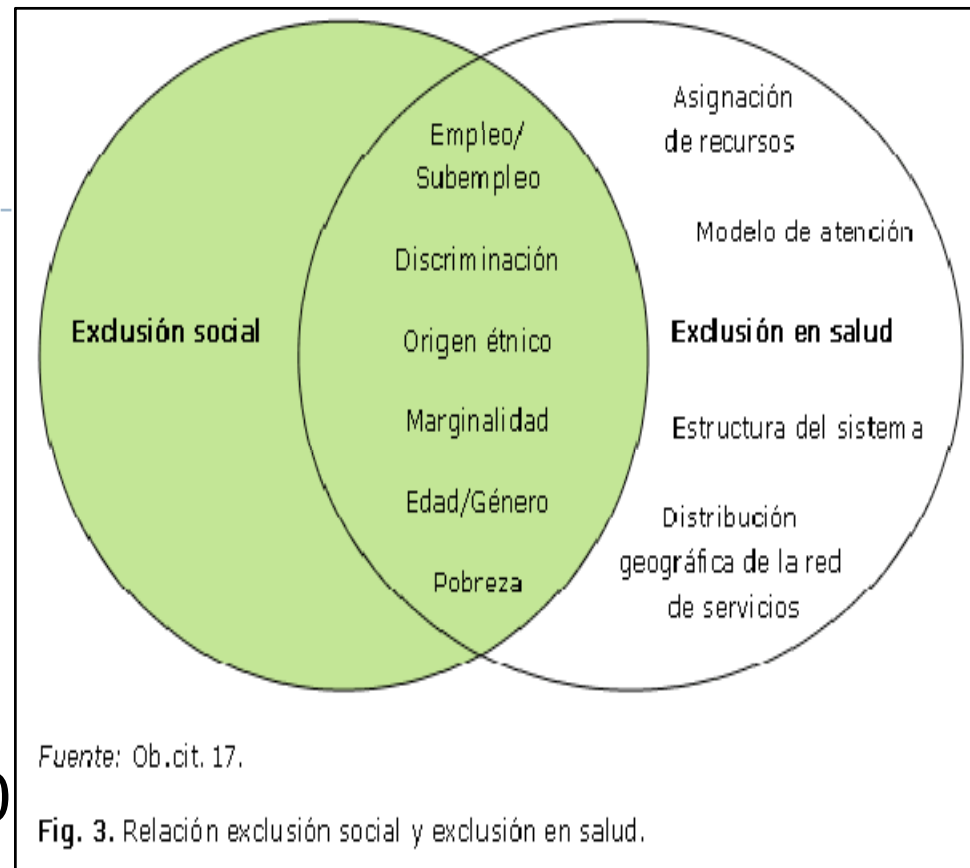 Exclusión social
Empleo/
Subempleo
Discriminación
Origen étnico
Marginalidad
Edad/Género
Pobreza
Asignación
de recursos
Modelo de atención
Exclusión en salud
Estructura del sistema
Distribución
geográfica de la red
de servicios
Fuente: Ob.cit. 17.
Fig. 3. Relación exclusión social y exclusión en salud.